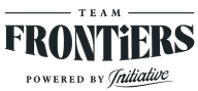 TEAM
FRONTiERS
POWERED BY Initiative